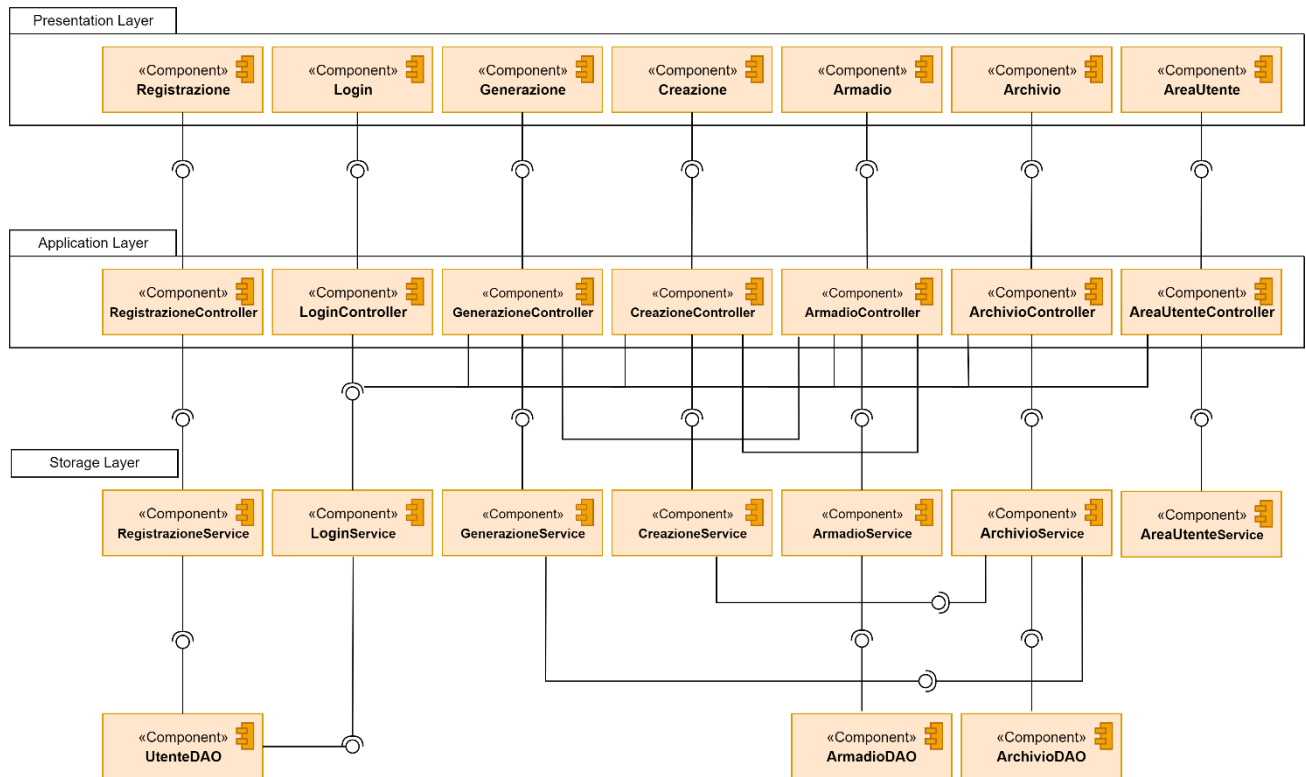 Presentation Layer
«Component»
Registrazione
«Component»
Login
«Component»
Generazione
«Component»
Creazione
«Component»
Armadio
«Component»
Archivio
«Component»
AreaUtente
Application Layer
«Component»
RegistrazioneController
«Component»
LoginController
«Component»
GenerazioneController
«Component»
CreazioneController
«Component»
ArmadioController
«Component»
ArchivioController
«Component»
AreaUtenteController
Storage Layer
«Component»
RegistrazioneService
«Component»
LoginService
«Component»
GenerazioneService
«Component»
CreazioneService
«Component»
ArmadioService
«Component»
ArchivioService
«Component»
AreaUtenteService
«Component»
UtenteDAO
«Component»
ArmadioDAO
«Component»
ArchivioDAO